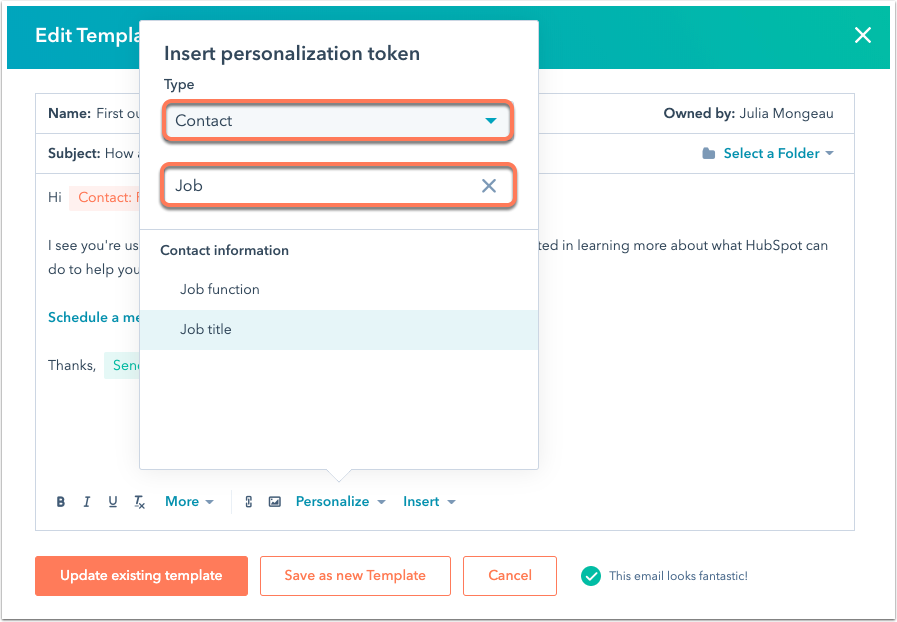 Edit Templa
Insert personalization token
Type
Contact
Job
Contact information
Job function
Job title
Name: First ou
Owned by: Julia Mongeau
Subject: How
Select a Folder
Hi Contact:
I see you're us
ted in learning more about what HubSpot can
do to help you
Schedule a me
Thanks, Send
B I U Tx More Personalize Insert
Update existing template Save as new Template Cancel This email looks fantastic!